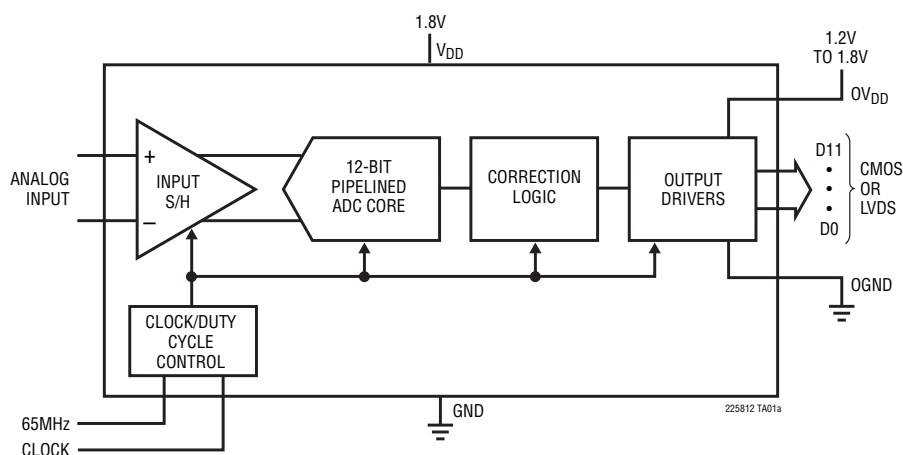 1.8V
VDD
1.2V
TO 1.8V
OVDD
ANALOG
INPUT
+
–
INPUT
S/H
12-BIT
PIPELINED
ADC CORE
CORRECTION
LOGIC
OUTPUT
DRIVERS
D11
•
•
•
D0
CMOS
OR
LVDS
OGND
CLOCK/DUTY
CYCLE
CONTROL
GND
65MHz
CLOCK
225812 TA01a